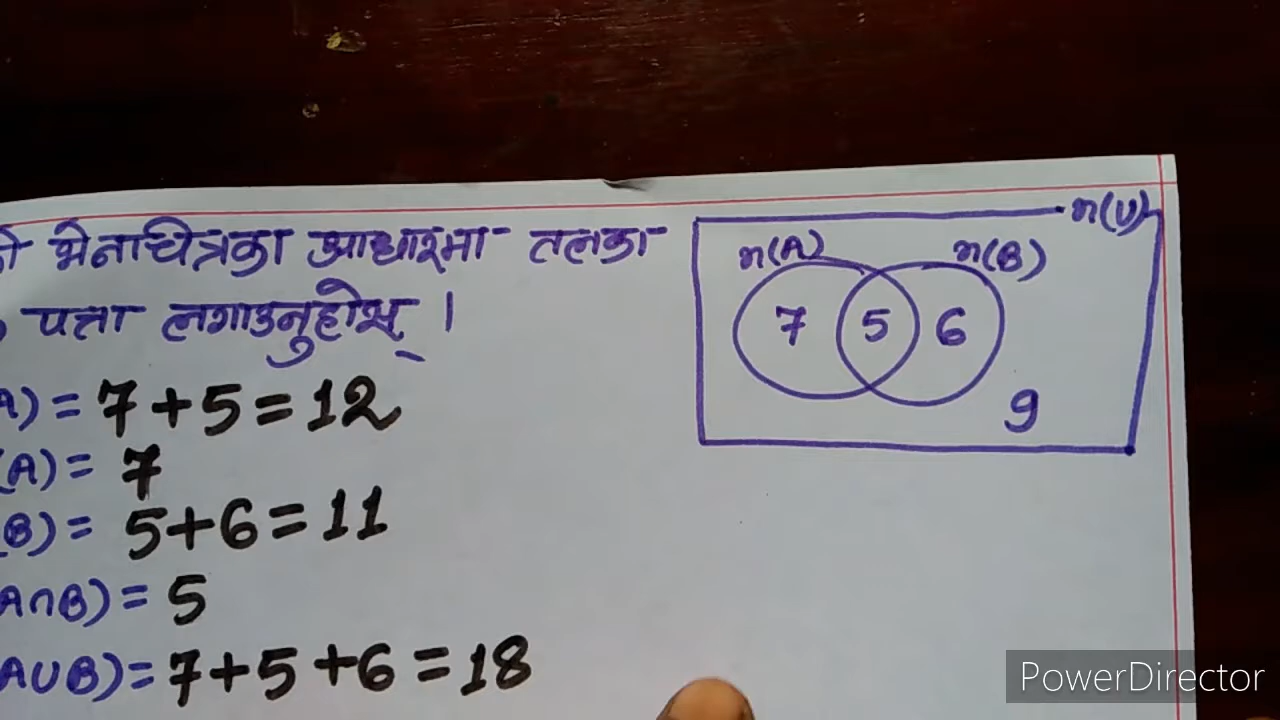 भेनचित्रका आधारमा तलका
पत्ता लगाउनुहोस् ।
A) = 7 + 5 = 12
(A) = 7
(B) = 5 + 6 = 11
A∩B) = 5
A∪B) = 7 + 5 + 6 = 18
n(U)
n(A) n(B)
7 5 6
9
PowerDirector